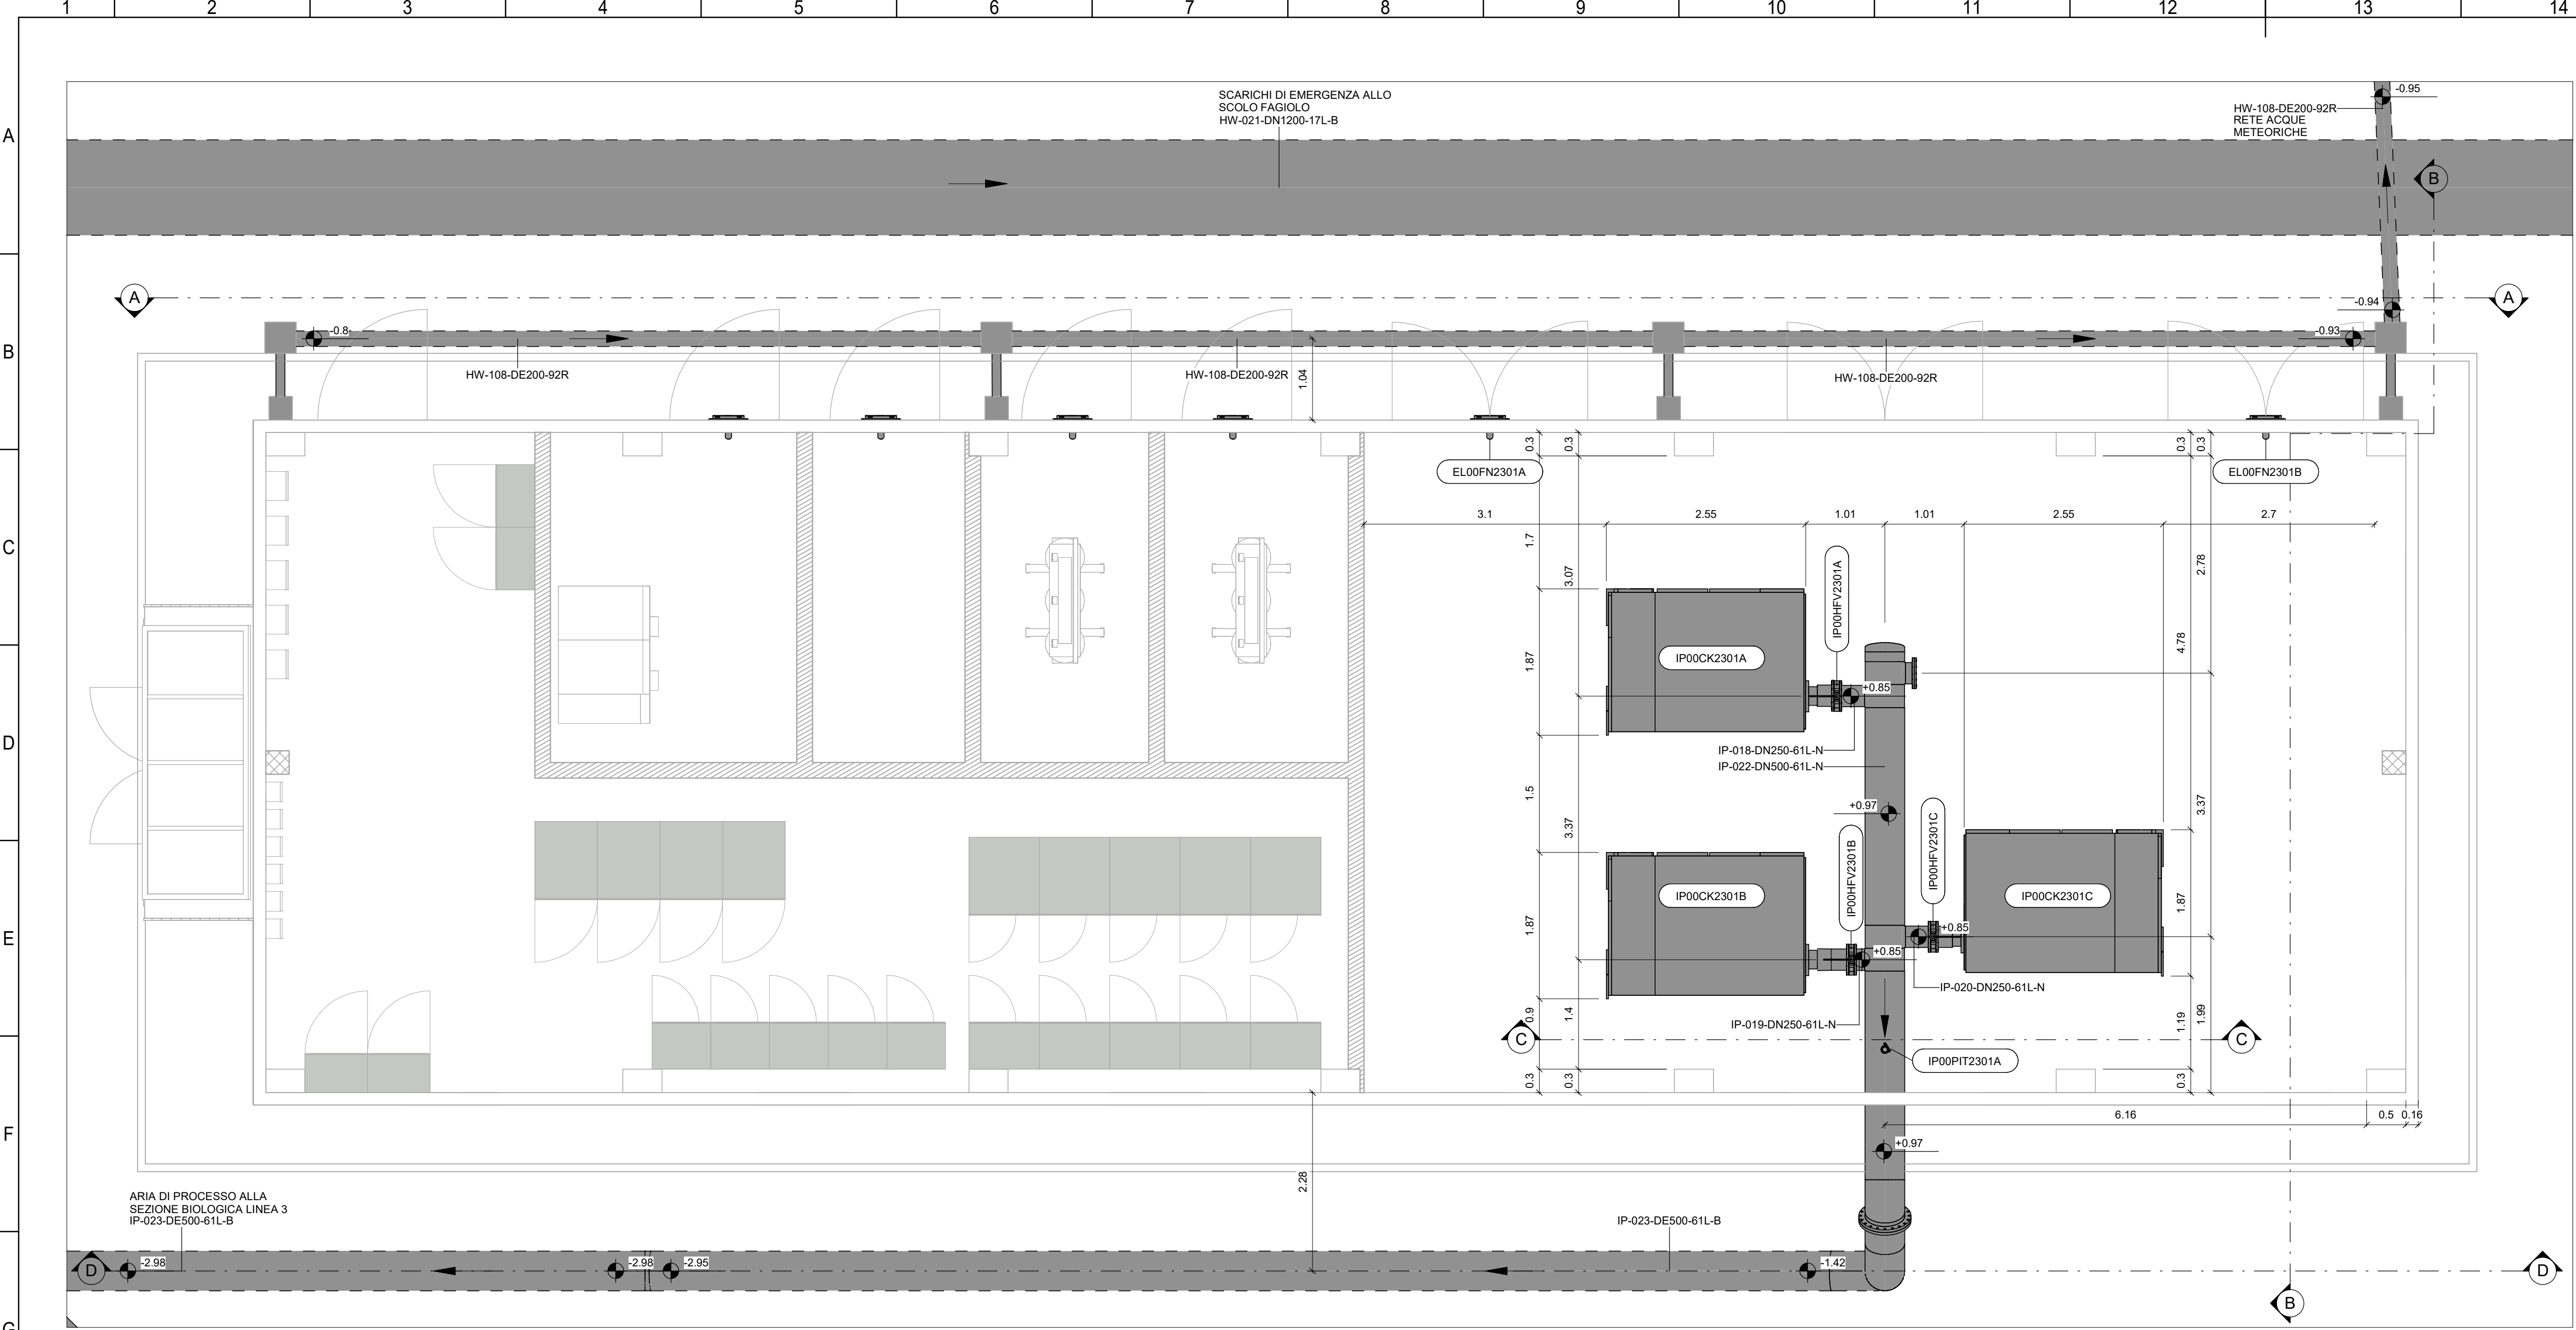 1 2 3 4 5 6 7 8 9 10 11 12 13 14
A
B
C
D
E
F
G
SCARICHI DI EMERGENZA ALLO
SCOLO FAGIOLO
HW-021-DN1200-17L-B
-0.95
HW-108-DE200-92R
RETE ACQUE
METEORICHE
B
A
A
-0.94
-0.8
-0.93
HW-108-DE200-92R
HW-108-DE200-92R
HW-108-DE200-92R
1.04
0.3
0.3
0.3
0.3
EL00FN2301A
EL00FN2301B
3.1
2.55
1.01
1.01
2.55
2.7
1.7
3.07
2.78
4.78
IP00HFV2301A
IP00CK2301A
1.87
+0.85
IP-018-DN250-61L-N
IP-022-DN500-61L-N
1.5
3.37
+0.97
3.37
IP00HFV2301B
IP00HFV2301C
IP00CK2301B
IP00CK2301C
1.87
1.87
+0.85
+0.85
IP-020-DN250-61L-N
IP-019-DN250-61L-N
0.9
1.4
1.19
1.99
C
C
IP00PIT2301A
0.3
0.3
0.3
6.16
0.5
0.16
+0.97
2.28
ARIA DI PROCESSO ALLA
SEZIONE BIOLOGICA LINEA 3
IP-023-DE500-61L-B
IP-023-DE500-61L-B
D
-2.98
-2.98
-2.95
-1.42
D
B